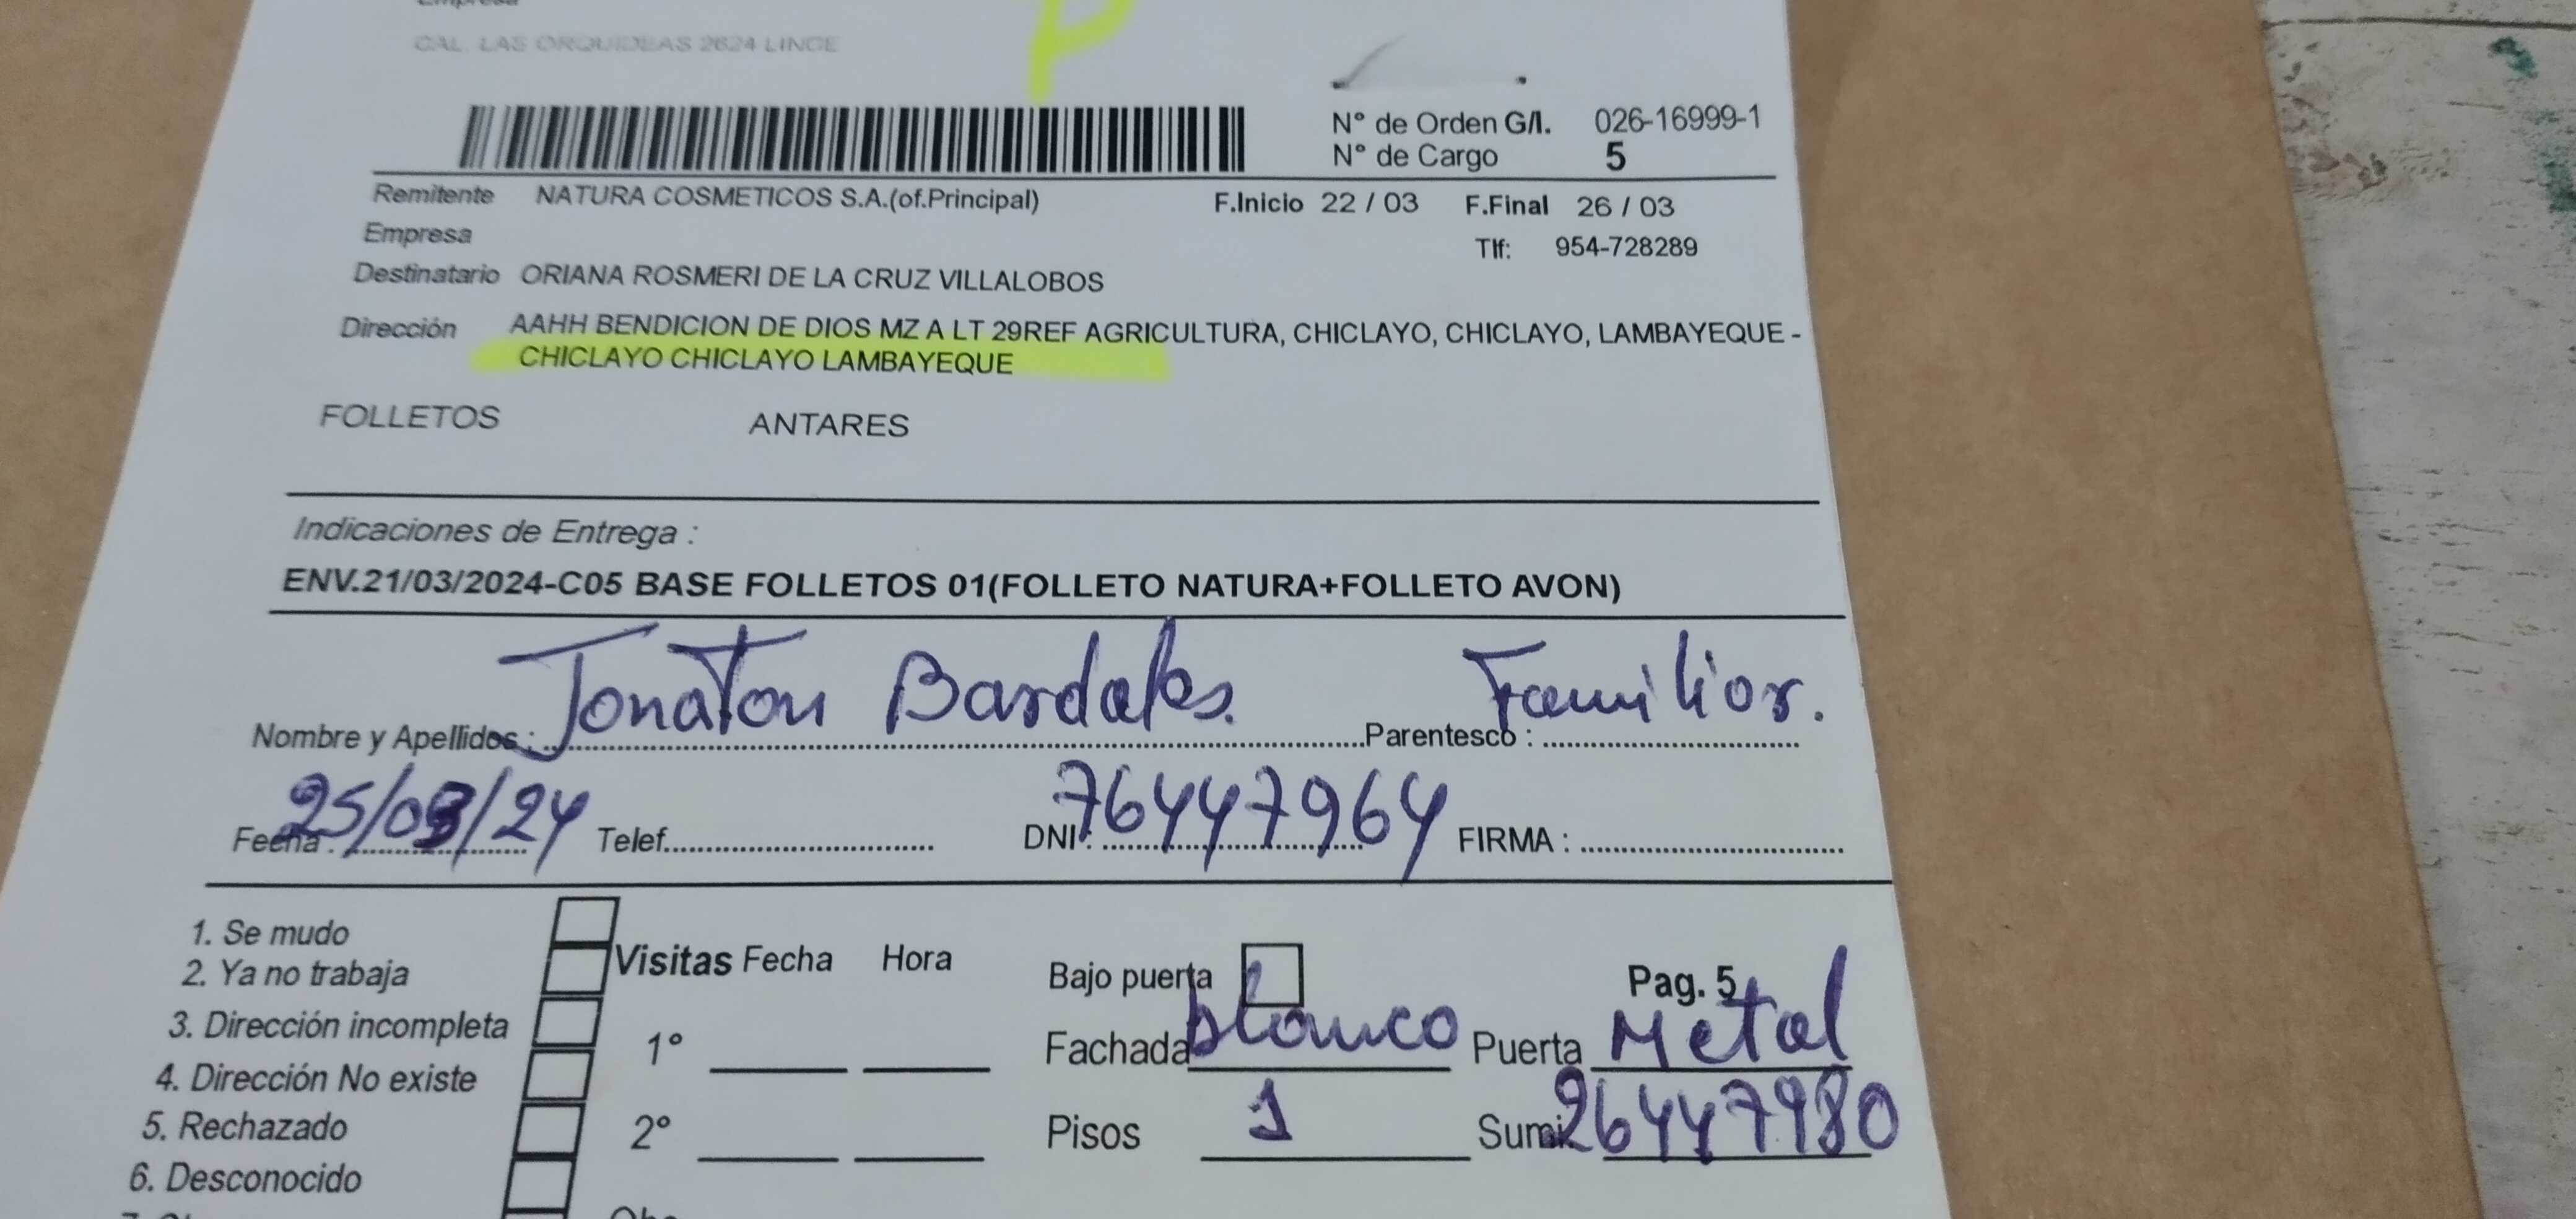 Empresa
CAL. LAS ORQUIDEAS 2624 LINCE
P
N° de Orden G/I. 026-16999-1
N° de Cargo 5
Remitente NATURA COSMETICOS S.A.(of.Principal) F.Inicio 22 / 03 F.Final 26 / 03
Empresa Tlf: 954-728289
Destinatario ORIANA ROSMERI DE LA CRUZ VILLALOBOS
Dirección AAHH BENDICION DE DIOS MZ A LT 29REF AGRICULTURA, CHICLAYO, CHICLAYO, LAMBAYEQUE -
CHICLAYO CHICLAYO LAMBAYEQUE
FOLLETOS ANTARES
Indicaciones de Entrega :
ENV.21/03/2024-C05 BASE FOLLETOS 01(FOLLETO NATURA+FOLLETO AVON)
Nombre y Apellidos : Jonatan Bardales. Parentesco : Familiar.
Fecha : 25/03/24 Telef. DNI : 76447964 FIRMA :
1. Se mudo
2. Ya no trabaja Visitas Fecha Hora Bajo puerta Pag. 5
3. Dirección incompleta 1° Fachada blanco Puerta Metal
4. Dirección No existe
5. Rechazado 2° Pisos 1 Sumi. 26447980
6. Desconocido